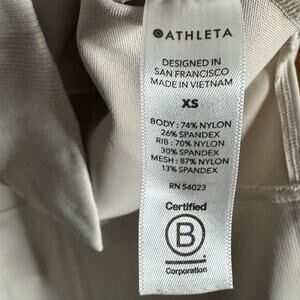 ATHLETA
DESIGNED IN
SAN FRANCISCO
MADE IN VIETNAM
XS
BODY : 74% NYLON
26% SPANDEX
RIB : 70% NYLON
30% SPANDEX
MESH : 87% NYLON
13% SPANDEX
RN 54023
Certified
B
Corporation